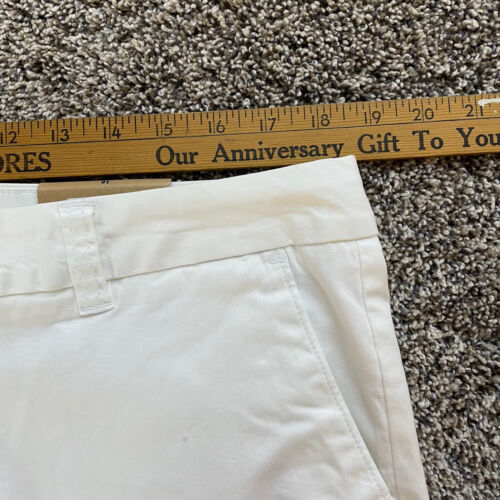 12 13 14 15 16 17 18 19 20 21
ORES Our Anniversary Gift To You